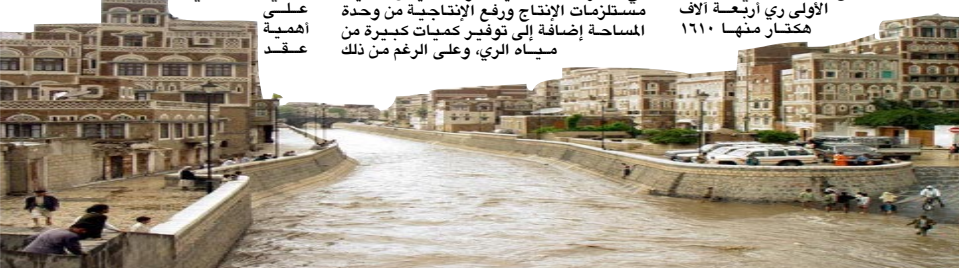 الأولى ري أربعة آلاف
هكتار منها ١٦١٠
مستلزمات الإنتاج ورفع الإنتاجية من وحدة
المساحة إضافة إلى توفير كميات كبيرة من
مياه الري، وعلى الرغم من ذلك
على
أهمية
عقد